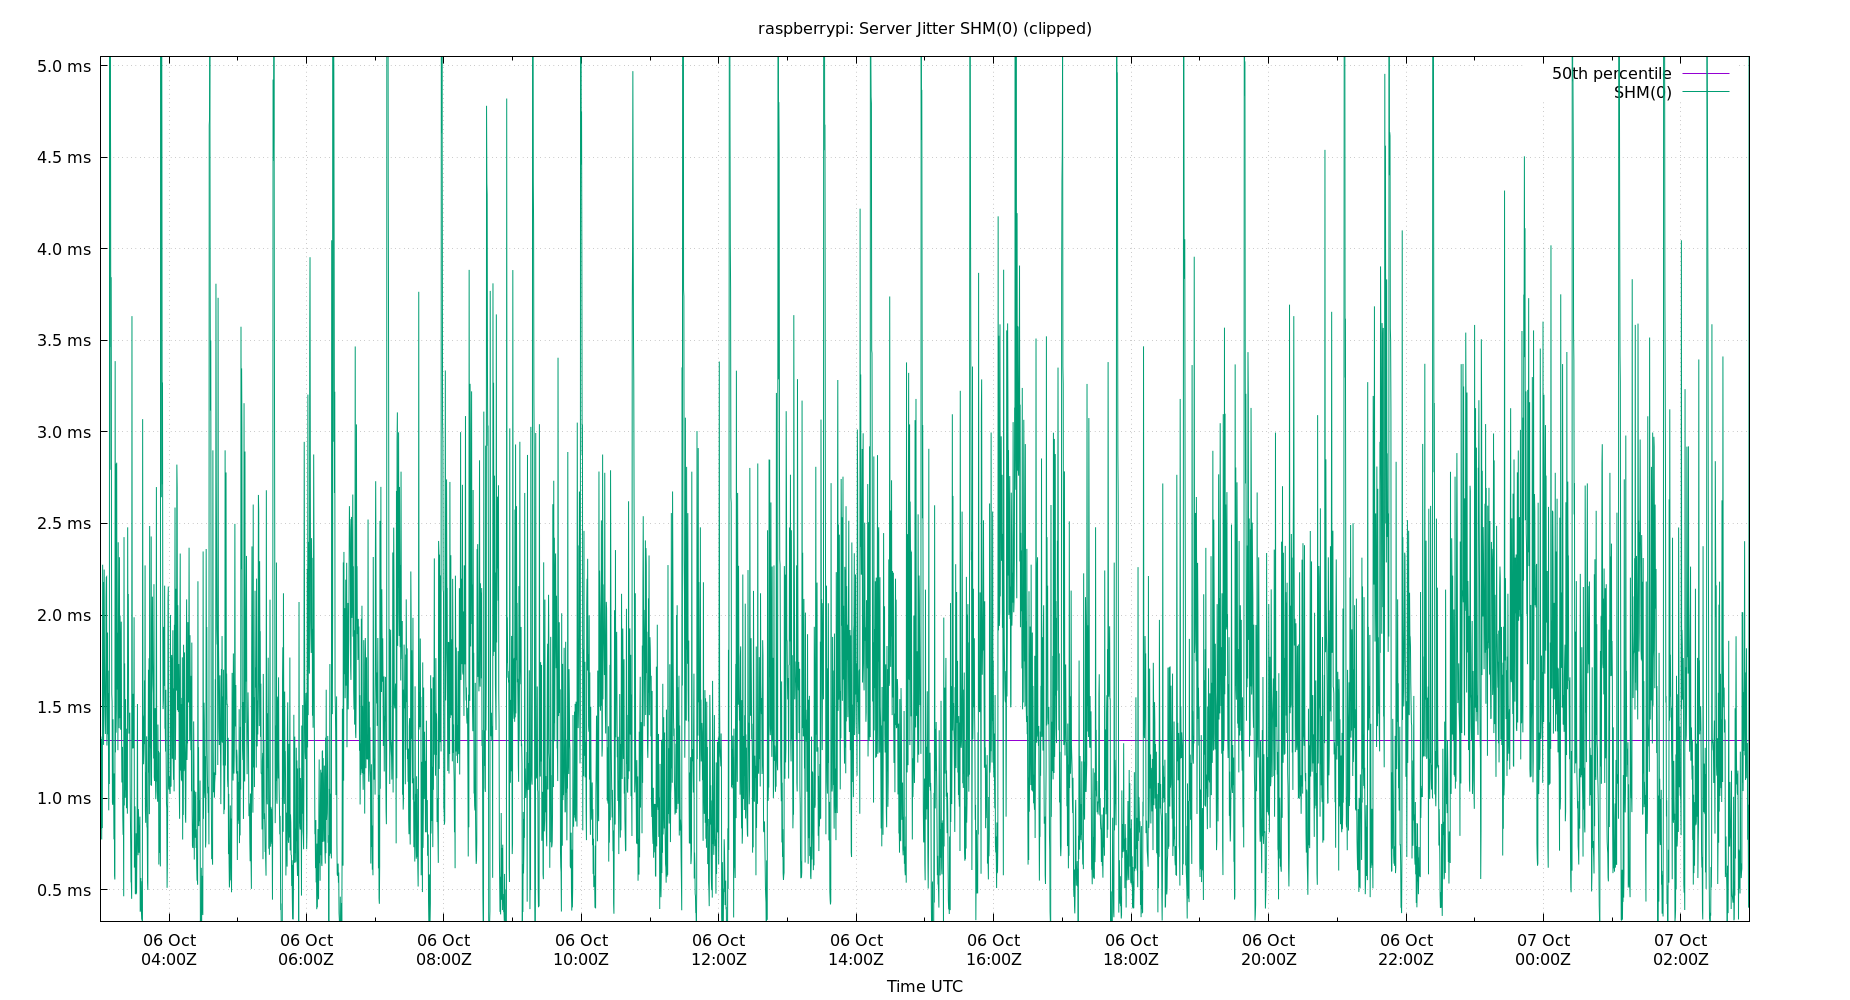 raspberrypi: Server Jitter SHM(0) (clipped)
5.0 ms
4.5 ms
4.0 ms
3.5 ms
3.0 ms
2.5 ms
2.0 ms
1.5 ms
1.0 ms
0.5 ms
50th percentile
SHM(0)
06 Oct 06 Oct 06 Oct 06 Oct 06 Oct 06 Oct 06 Oct 06 Oct 06 Oct 06 Oct 07 Oct 07 Oct
04:00Z 06:00Z 08:00Z 10:00Z 12:00Z 14:00Z 16:00Z 18:00Z 20:00Z 22:00Z 00:00Z 02:00Z
Time UTC